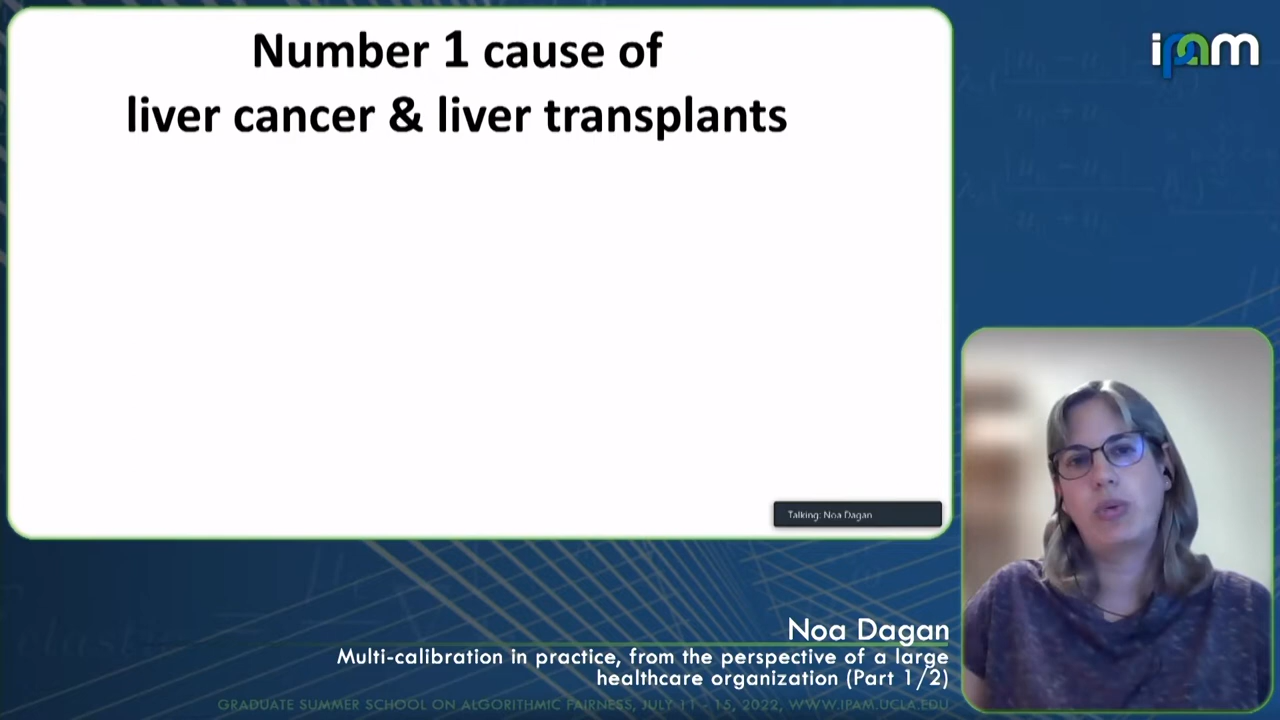 Number 1 cause of
liver cancer & liver transplants
ipam
Talking: Noa Dagan
Noa Dagan
Multi-calibration in practice, from the perspective of a large
healthcare organization (Part 1/2)
GRADUATE SUMMER SCHOOL ON ALGORITHMIC FAIRNESS, JULY 11 - 15, 2022, WWW.IPAM.UCLA.EDU